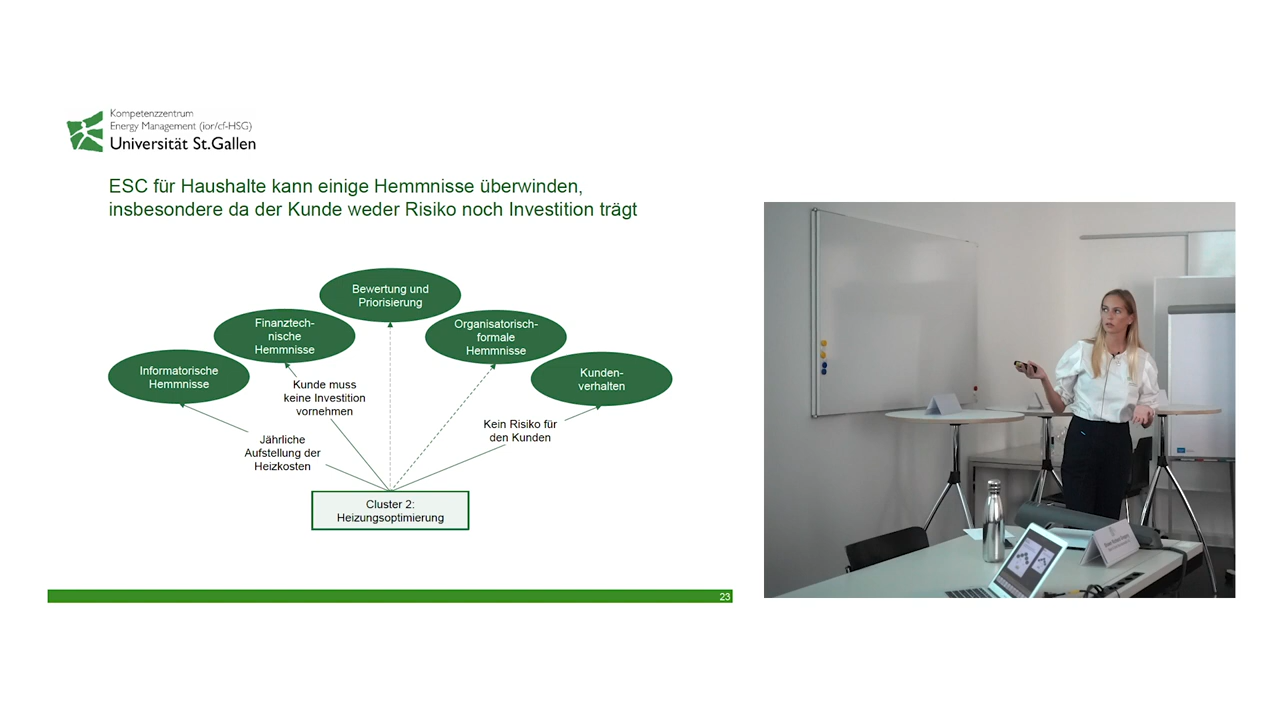 Kompetenzzentrum
Energy Management (ior/cf-HSG)
Universität St.Gallen
ESC für Haushalte kann einige Hemmnisse überwinden,
insbesondere da der Kunde weder Risiko noch Investition trägt
Bewertung und
Priorisierung
Finanztech-
nische
Hemmnisse
Organisatorisch-
formale
Hemmnisse
Informatorische
Hemmnisse
Kunden-
verhalten
Kunde muss
keine Investition
vornehmen
Kein Risiko für
den Kunden
Jährliche
Aufstellung der
Heizkosten
Cluster 2:
Heizungsoptimierung
23